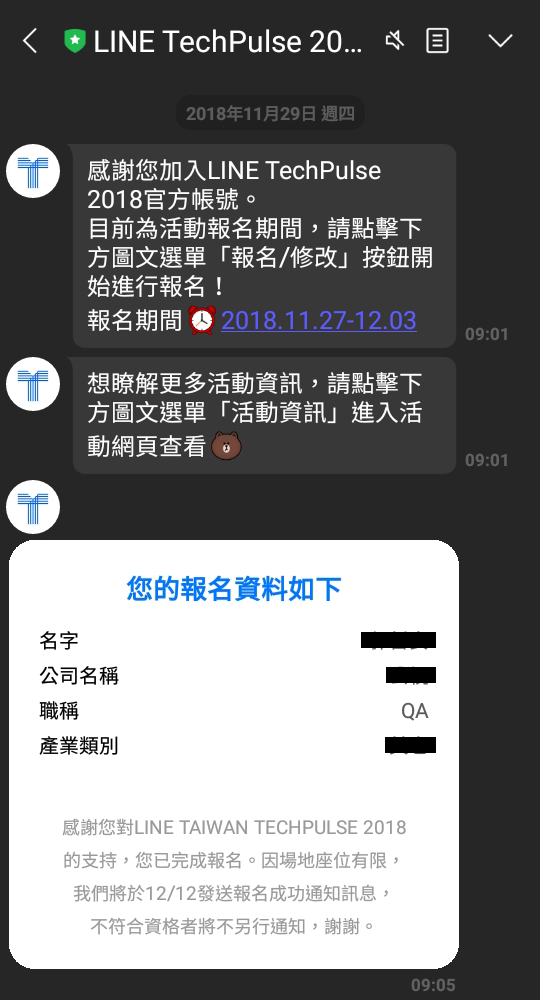 LINE TechPulse 20...
2018年11月29日 週四
感謝您加入LINE TechPulse
2018官方帳號。
目前為活動報名期間，請點擊下
方圖文選單「報名/修改」按鈕開
始進行報名！
報名期間 2018.11.27-12.03
09:01
想瞭解更多活動資訊，請點擊下
方圖文選單「活動資訊」進入活
動網頁查看
09:01
您的報名資料如下
名字
公司名稱
職稱 QA
產業類別
感謝您對LINE TAIWAN TECHPULSE 2018
的支持，您已完成報名。因場地座位有限，
我們將於12/12發送報名成功通知訊息，
不符合資格者將不另行通知，謝謝。
09:05